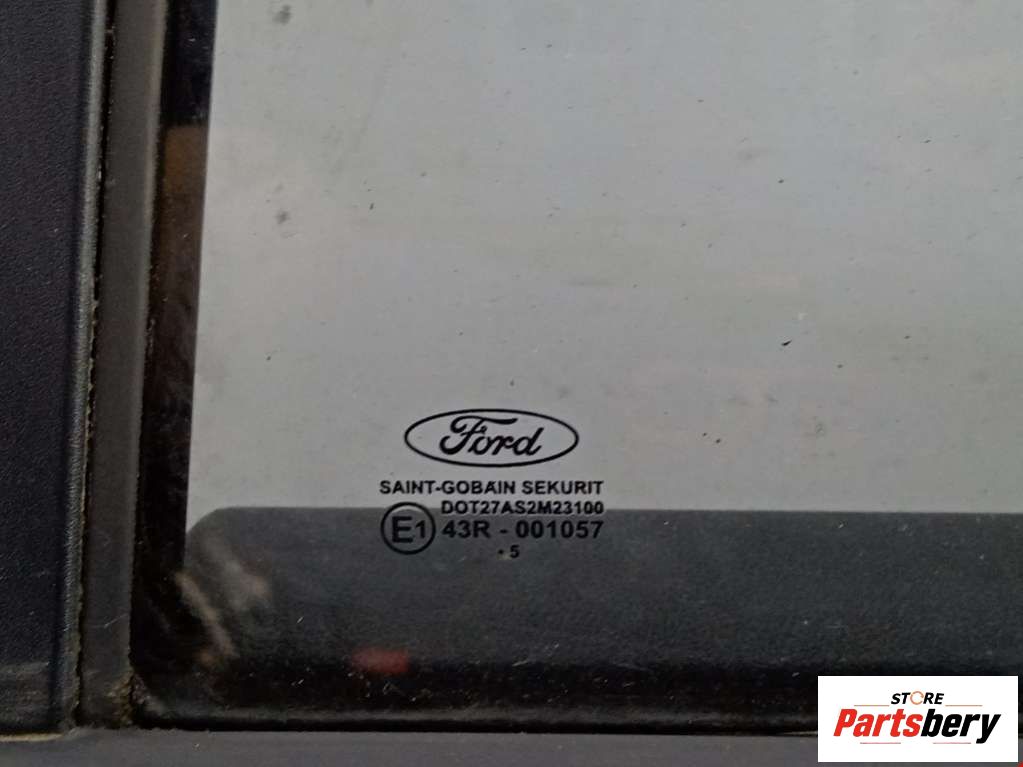 Ford
SAINT-GOBAIN SEKURIT
DOT27AS2M23100
E1 43R - 001057
· 5
STORE
Partsbery